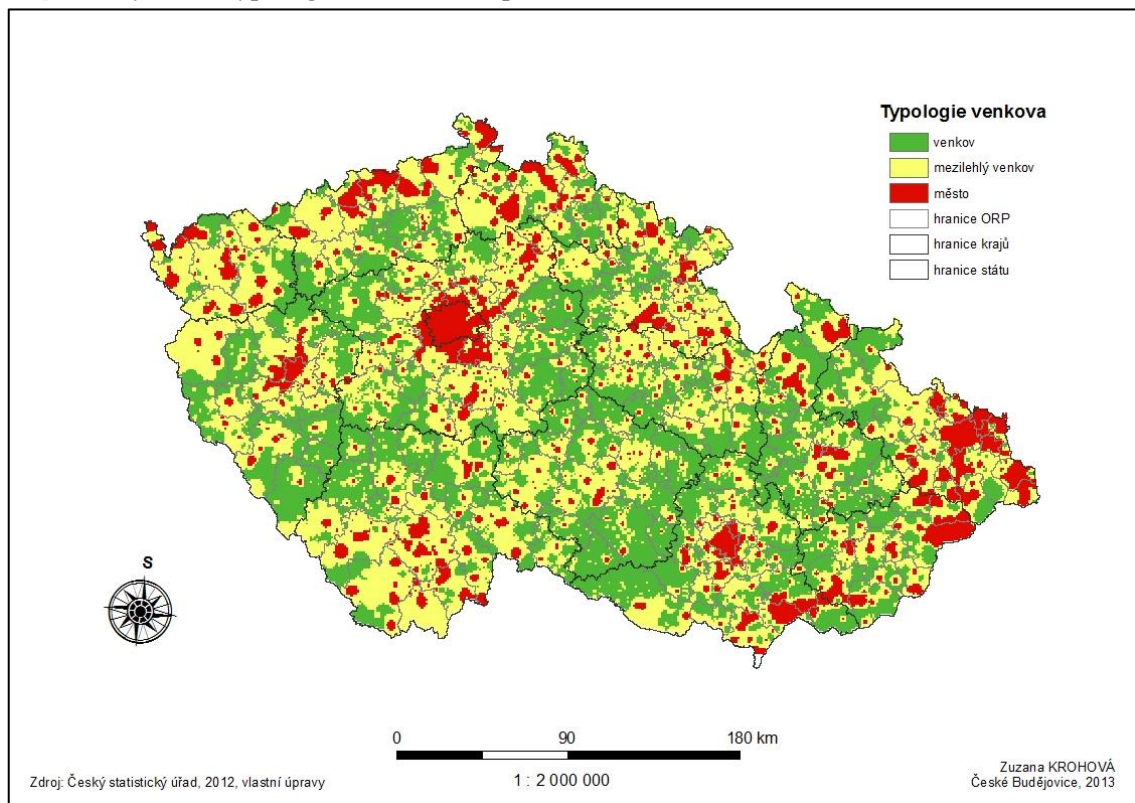 Typologie venkova
venkov
mezilehlý venkov
město
hranice ORP
hranice krajů
hranice státu
S
0 90 180 km
1 : 2 000 000
Zdroj: Český statistický úřad, 2012, vlastní úpravy
Zuzana KROHOVÁ
České Budějovice, 2013